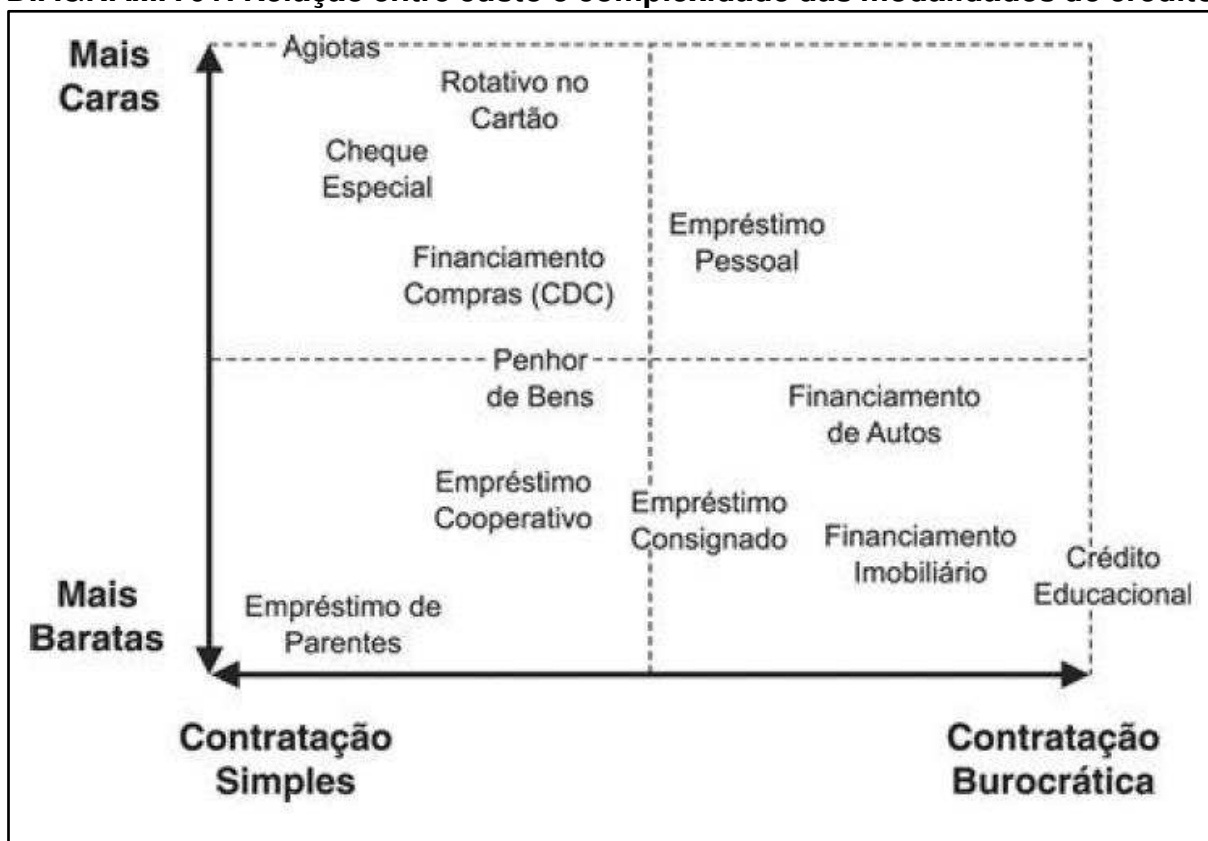 Mais
Caras
Agiotas
Rotativo no
Cartão
Cheque
Especial
Empréstimo
Pessoal
Financiamento
Compras (CDC)
Penhor
de Bens
Financiamento
de Autos
Empréstimo
Cooperativo
Empréstimo
Consignado
Financiamento
Imobiliário
Crédito
Educacional
Mais
Baratas
Empréstimo de
Parentes
Contratação
Simples
Contratação
Burocrática